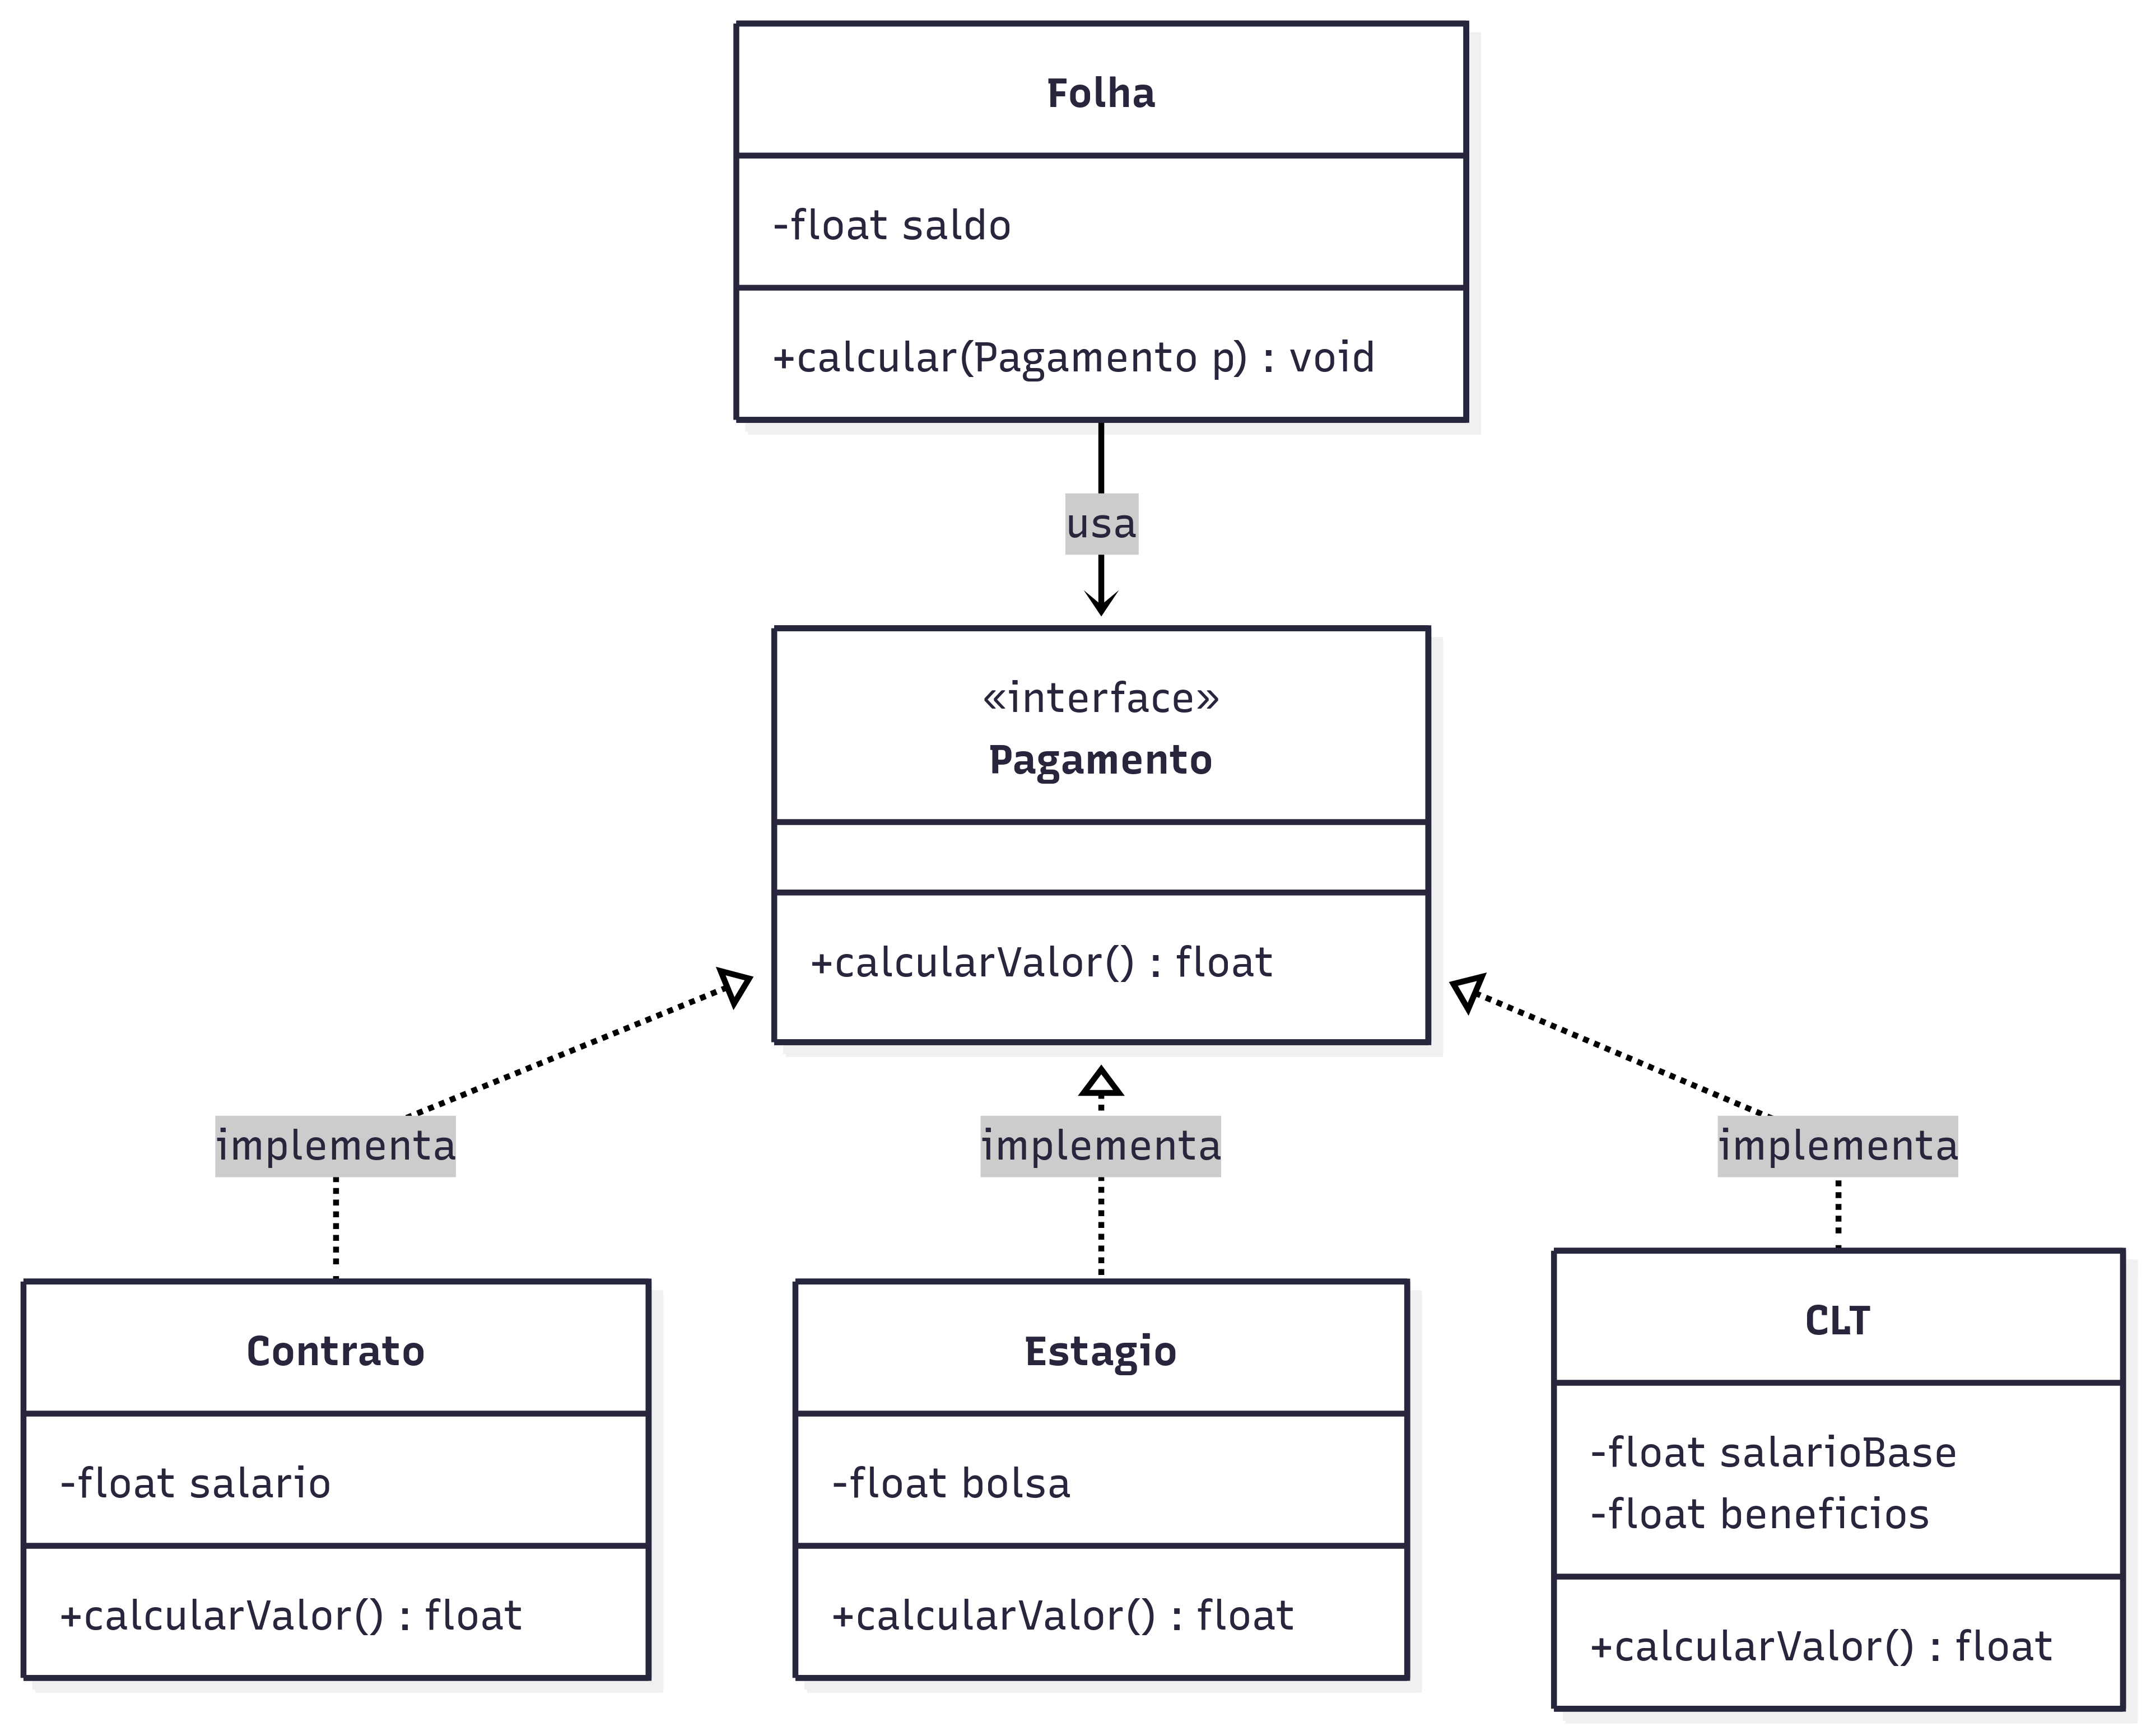 Folha
-float saldo
+calcular(Pagamento p) : void
usa
«interface»
Pagamento
+calcularValor() : float
implementa
implementa
implementa
Contrato
-float salario
+calcularValor() : float
Estagio
-float bolsa
+calcularValor() : float
CLT
-float salarioBase
-float beneficios
+calcularValor() : float